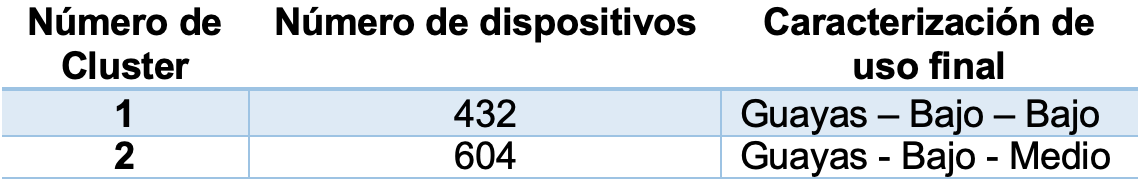 Número de Cluster Número de dispositivos Caracterización de uso final
1 432 Guayas – Bajo – Bajo
2 604 Guayas - Bajo - Medio